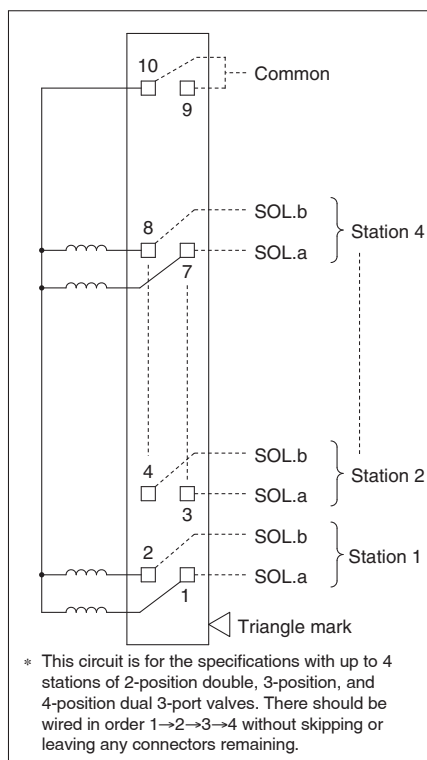 10
Common
9
8
SOL.b
Station 4
SOL.a
7
4
SOL.b
Station 2
SOL.a
3
2
SOL.b
Station 1
SOL.a
1
Triangle mark
* This circuit is for the specifications with up to 4
stations of 2-position double, 3-position, and
4-position dual 3-port valves. There should be
wired in order 1→2→3→4 without skipping or
leaving any connectors remaining.